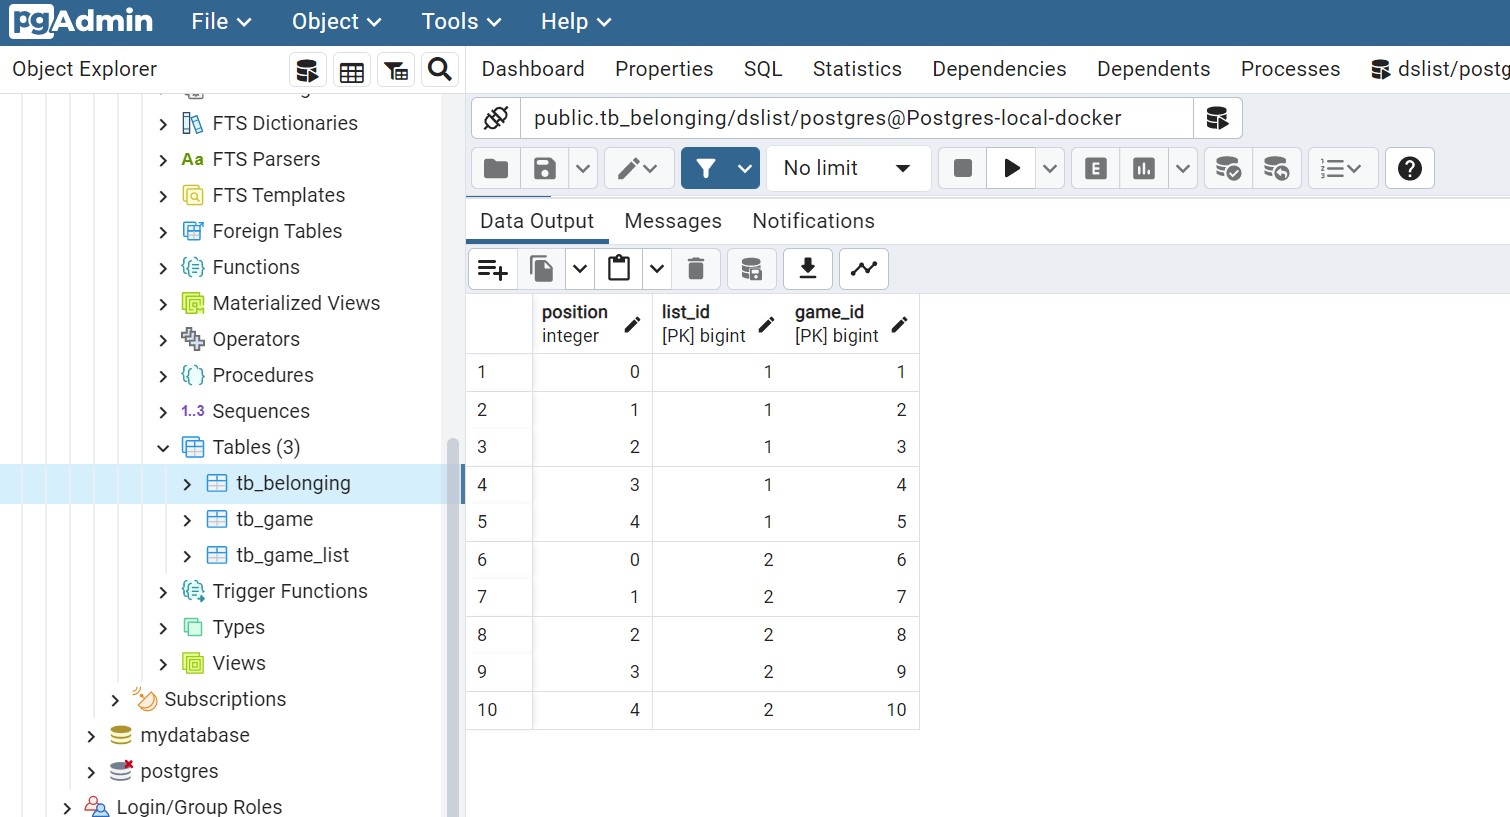 pgAdmin File Object Tools Help
Object Explorer
Dashboard Properties SQL Statistics Dependencies Dependents Processes dslist/postg
public.tb_belonging/dslist/postgres@Postgres-local-docker
No limit
E
Data Output Messages Notifications
FTS Dictionaries
Aa FTS Parsers
FTS Templates
Foreign Tables
Functions
Materialized Views
Operators
Procedures
1..3 Sequences
Tables (3)
tb_belonging
tb_game
tb_game_list
Trigger Functions
Types
Views
Subscriptions
mydatabase
postgres
Login/Group Roles
position list_id game_id
integer [PK] bigint [PK] bigint
1 0 1 1
2 1 1 2
3 2 1 3
4 3 1 4
5 4 1 5
6 0 2 6
7 1 2 7
8 2 2 8
9 3 2 9
10 4 2 10